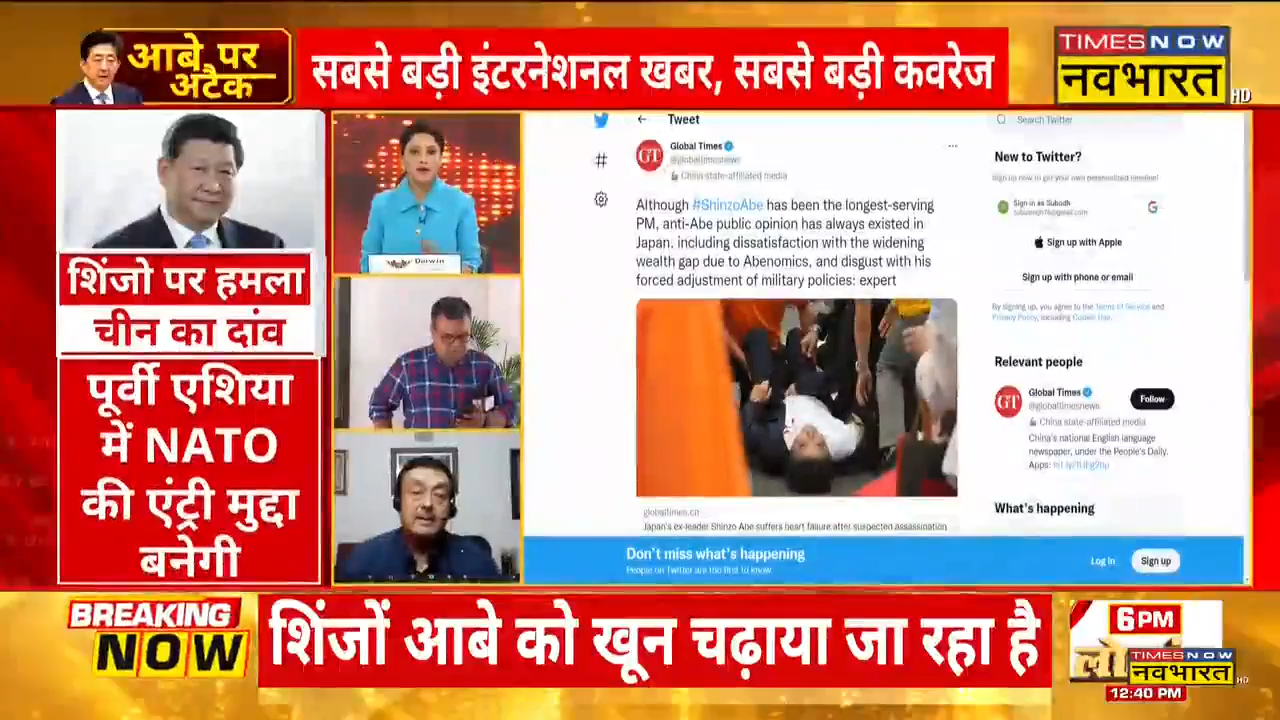 आबे पर
अटैक
सबसे बड़ी इंटरनेशनल खबर, सबसे बड़ी कवरेज
TIMES NOW
नवभारत
HD
शिंजो पर हमला
चीन का दांव
पूर्वी एशिया
में NATO
की एंट्री मुद्दा
बनेगी
Darwin
Tweet
Global Times
@globaltimesnews
China state-affiliated media
Although #ShinzoAbe has been the longest-serving
PM, anti-Abe public opinion has always existed in
Japan, including dissatisfaction with the widening
wealth gap due to Abenomics, and disgust with his
forced adjustment of military policies: expert
globaltimes.cn
Japan's ex-leader Shinzo Abe suffers heart failure after suspected assassination
Search Twitter
New to Twitter?
Sign up now to get your own personalized timeline!
Sign in as Subodh
Sign up with Apple
Sign up with phone or email
By signing up, you agree to the Terms of Service and
Privacy Policy, including Cookie Use.
Relevant people
Global Times
@globaltimesnews
Follow
China state-affiliated media
China's national English language
newspaper, under the People's Daily.
Apps:
What's happening
Don't miss what's happening
People on Twitter are the first to know.
Log in
Sign up
BREAKING
NOW
शिंजों आबे को खून चढ़ाया जा रहा है
6 PM
TIMES NOW
नवभारत
HD
12:40 PM